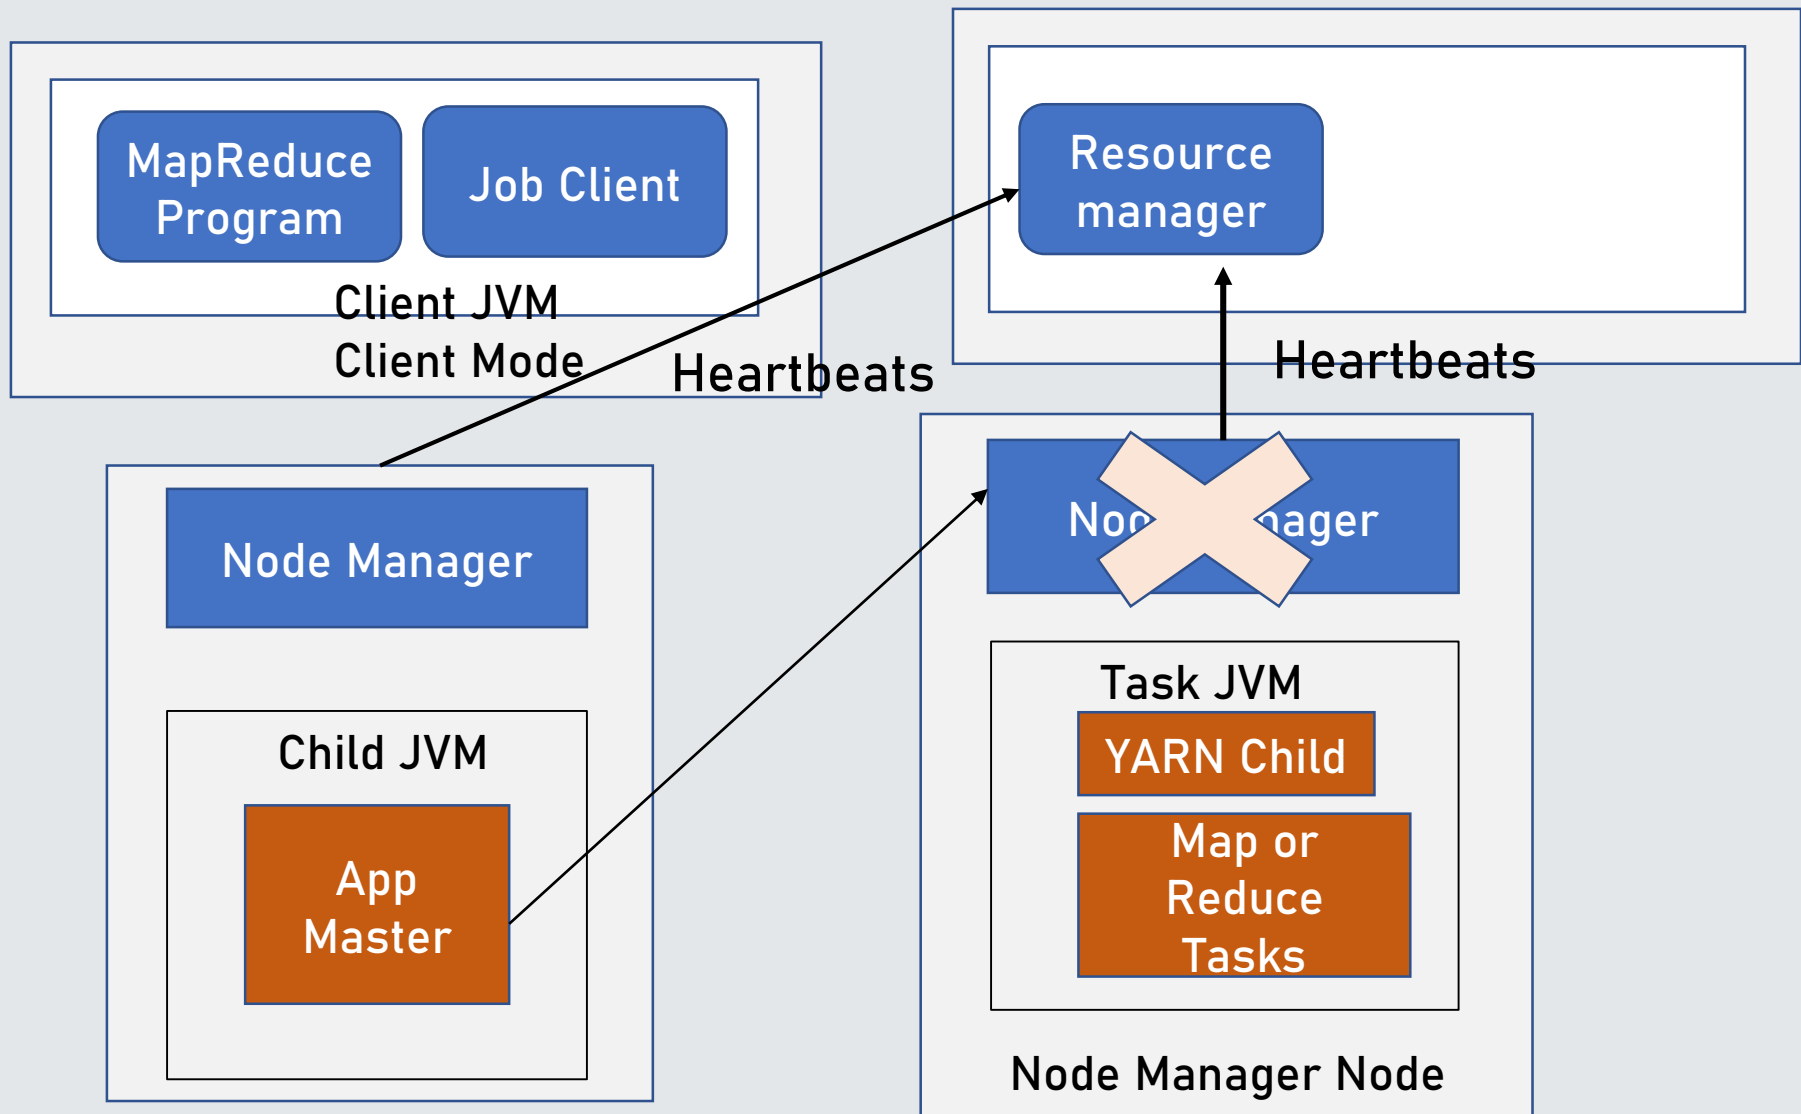 MapReduce
Program
Job Client
Client JVM
Client Mode
Resource
manager
Heartbeats
Heartbeats
Node Manager
Child JVM
App
Master
Task JVM
YARN Child
Map or
Reduce
Tasks
Node Manager Node